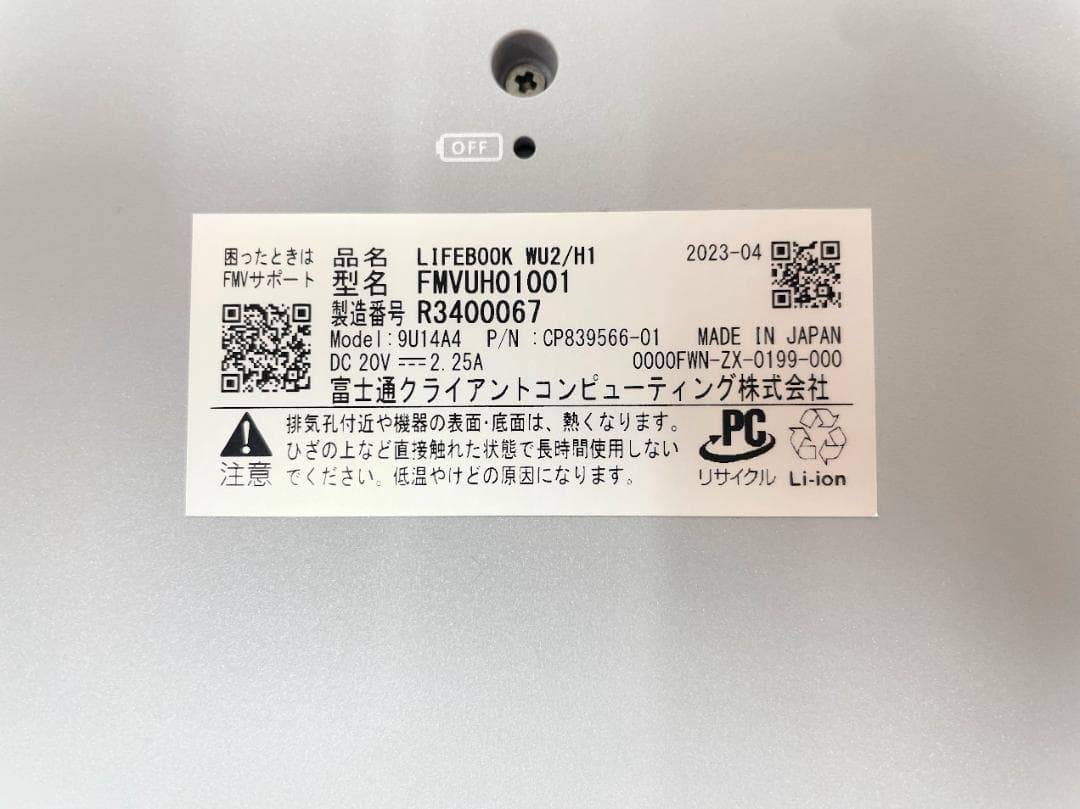 OFF
困ったときは
FMVサポート
品名 LIFEBOOK WU2/H1
2023-04
型名 FMVUH01001
製造番号 R3400067
Model:9U14A4 P/N :CP839566-01 MADE IN JAPAN
DC 20V ⎓ 2.25A 0000FWN-ZX-0199-000
富士通クライアントコンピューティング株式会社
注意
排気孔付近や機器の表面・底面は、熱くなります。
ひざの上など直接触れた状態で長時間使用しない
でください。低温やけどの原因になります。
PC
リサイクル
Li-ion